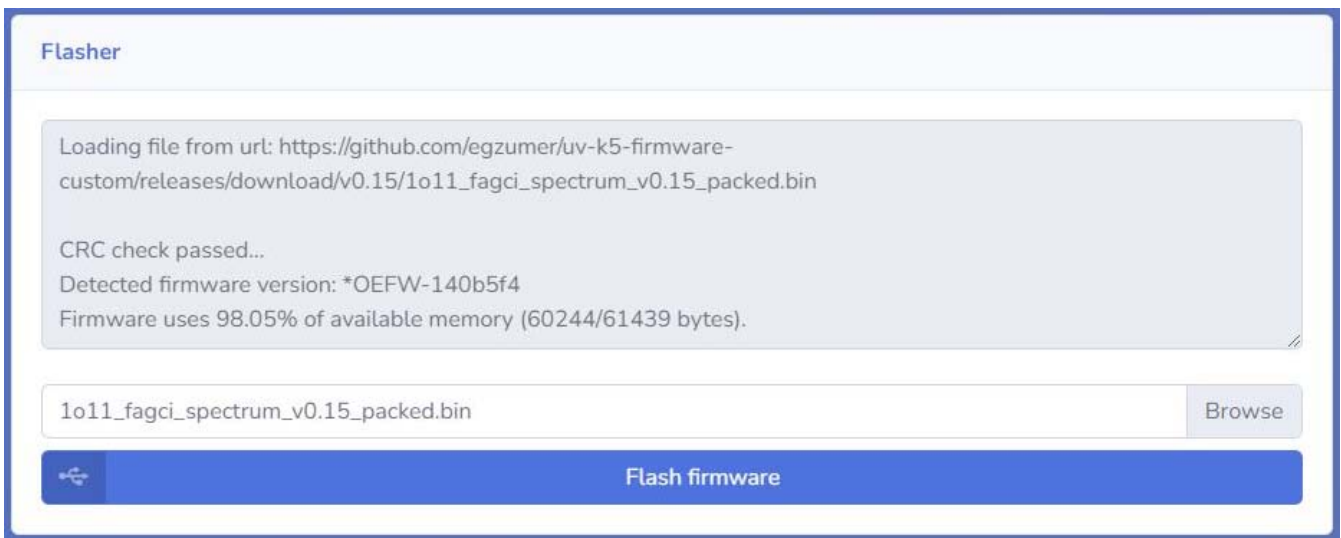 Flasher
Loading file from url: https://github.com/egzumer/uv-k5-firmware-
custom/releases/download/v0.15/1o11_fagci_spectrum_v0.15_packed.bin
CRC check passed...
Detected firmware version: *OEFW-140b5f4
Firmware uses 98.05% of available memory (60244/61439 bytes).
1o11_fagci_spectrum_v0.15_packed.bin
Browse
Flash firmware